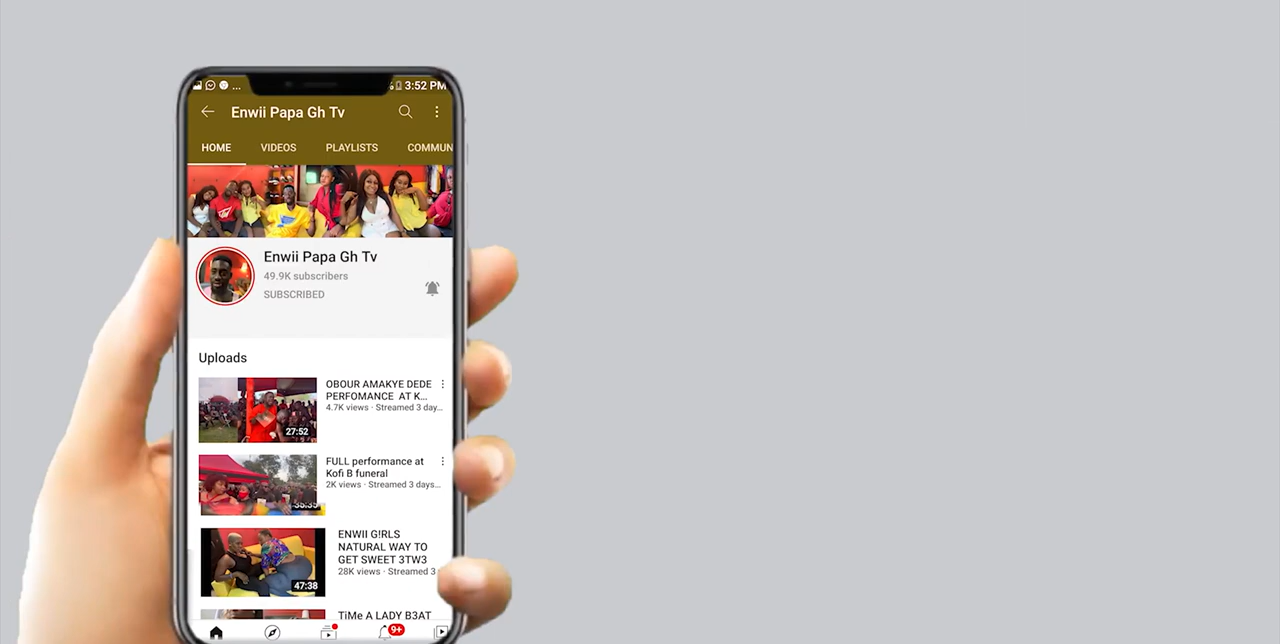 ... 3:52 PM
Enwii Papa Gh Tv
HOME VIDEOS PLAYLISTS COMMUN
Enwii Papa Gh Tv
49.9K subscribers
SUBSCRIBED
Uploads
OBOUR AMAKYE DEDE
PERFOMANCE AT K...
4.7K views · Streamed 3 day...
27:52
FULL performance at
Kofi B funeral
2K views · Streamed 3 days...
35:35
ENWII G!RLS
NATURAL WAY TO
GET SWEET 3TW3
28K views · Streamed 3
47:38
TiMe A LADY B3AT
9+